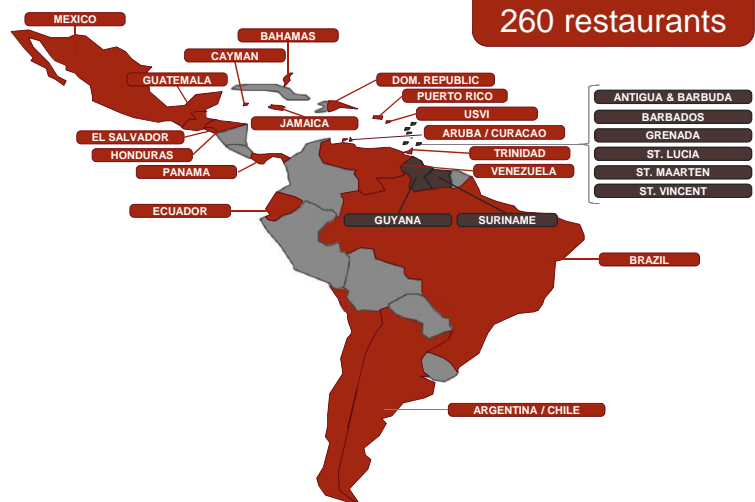 260 restaurants
MEXICO
BAHAMAS
CAYMAN
GUATEMALA
DOM. REPUBLIC
PUERTO RICO
USVI
JAMAICA
ARUBA / CURACAO
EL SALVADOR
HONDURAS
TRINIDAD
PANAMA
VENEZUELA
ANTIGUA & BARBUDA
BARBADOS
GRENADA
ST. LUCIA
ST. MAARTEN
ST. VINCENT
ECUADOR
GUYANA
SURINAME
BRAZIL
ARGENTINA / CHILE